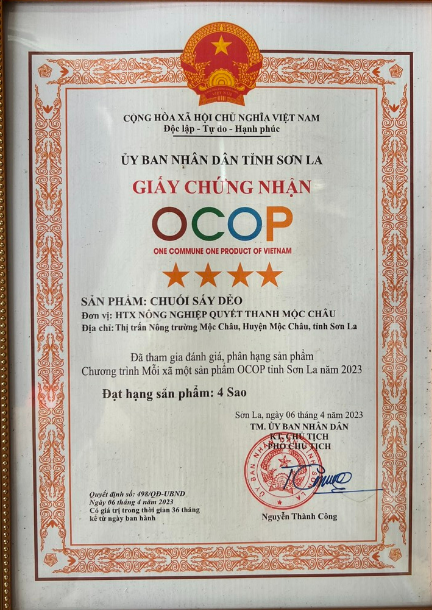 CỘNG HÒA XÃ HỘI CHỦ NGHĨA VIỆT NAM
Độc lập - Tự do - Hạnh phúc
ỦY BAN NHÂN DÂN TỈNH SƠN LA
GIẤY CHỨNG NHẬN
OCOP
ONE COMMUNE ONE PRODUCT OF VIETNAM
SẢN PHẨM: CHUỐI SẤY DẺO
Đơn vị: HTX NÔNG NGHIỆP QUYẾT THANH MỘC CHÂU
Địa chỉ: Thị trấn Nông trường Mộc Châu, Huyện Mộc Châu, tỉnh Sơn La
Đã tham gia đánh giá, phân hạng sản phẩm
Chương trình Mỗi xã một sản phẩm OCOP tỉnh Sơn La năm 2023
Đạt hạng sản phẩm: 4 Sao
Sơn La, ngày 06 tháng 4 năm 2023
TM. ỦY BAN NHÂN DÂN
KT. CHỦ TỊCH
PHÓ CHỦ TỊCH
Quyết định số: 498/QĐ-UBND
Ngày 06 tháng 4 năm 2023
Có giá trị trong thời gian 36 tháng
kể từ ngày ban hành
Nguyễn Thành Công